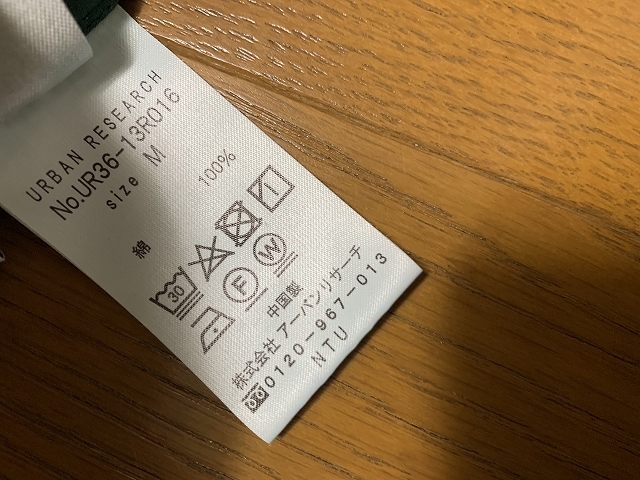 URBAN RESEARCH
No.UR36-13R016
size M
綿 100%
30
F W
中国製
株式会社 アーバンリサーチ
0120-967-013
NTU